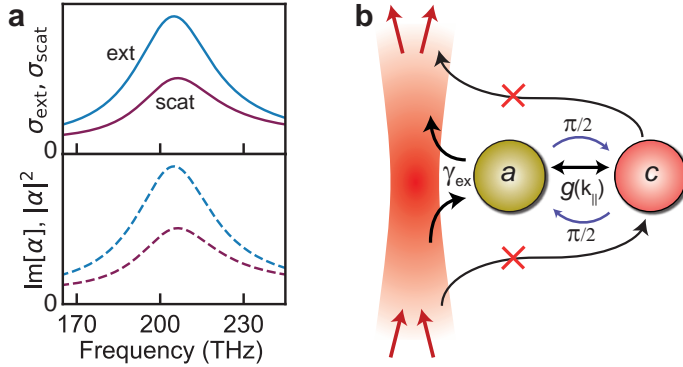 a
σext, σscat
ext
scat
0
Im[α], |α|²
0
170
200
230
Frequency (THz)
b
π/2
γex
a
g(k||)
c
π/2